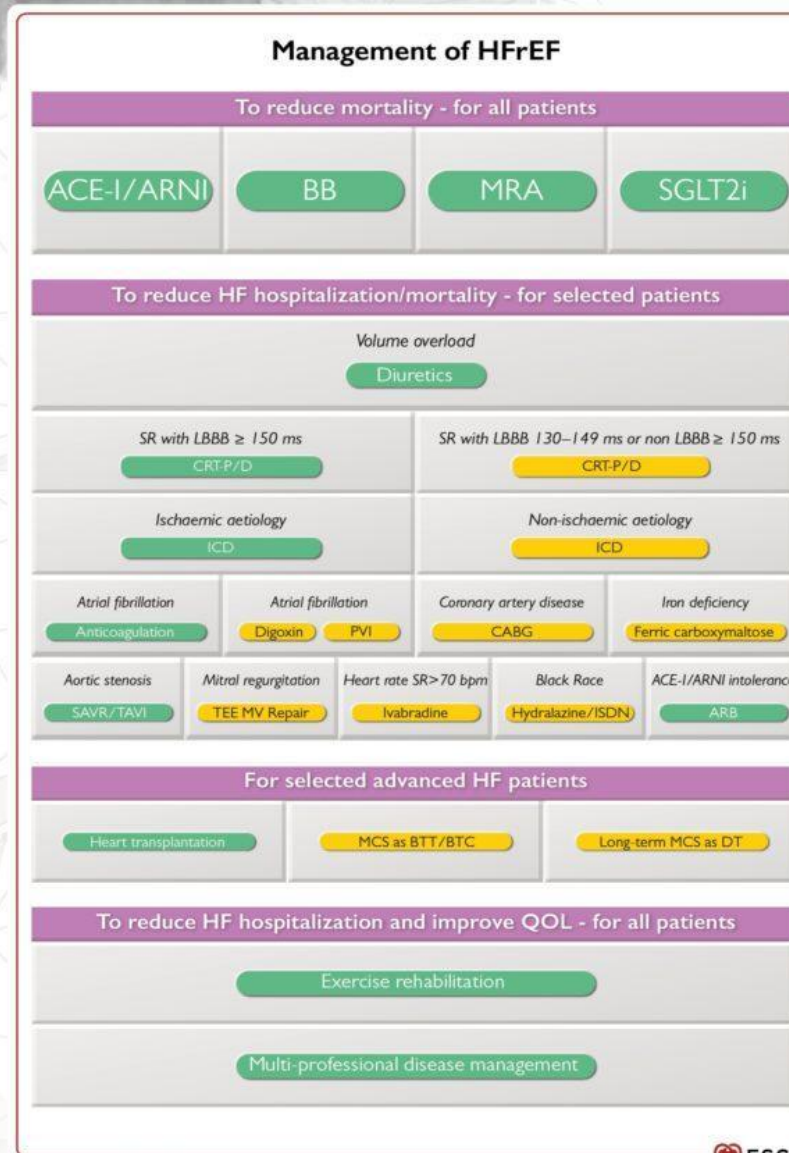 Management of HFrEF
To reduce mortality - for all patients
ACE-I/ARNI
BB
MRA
SGLT2i
To reduce HF hospitalization/mortality - for selected patients
Volume overload
Diuretics
SR with LBBB ≥ 150 ms
CRT-P/D
SR with LBBB 130–149 ms or non LBBB ≥ 150 ms
CRT-P/D
Ischaemic aetiology
ICD
Non-ischaemic aetiology
ICD
Atrial fibrillation
Anticoagulation
Atrial fibrillation
Digoxin
PVI
Coronary artery disease
CABG
Iron deficiency
Ferric carboxymaltose
Aortic stenosis
SAVR/TAVI
Mitral regurgitation
TEE MV Repair
Heart rate SR>70 bpm
Ivabradine
Black Race
Hydralazine/ISDN
ACE-I/ARNI intolerance
ARB
For selected advanced HF patients
Heart transplantation
MCS as BTT/BTC
Long-term MCS as DT
To reduce HF hospitalization and improve QOL - for all patients
Exercise rehabilitation
Multi-professional disease management